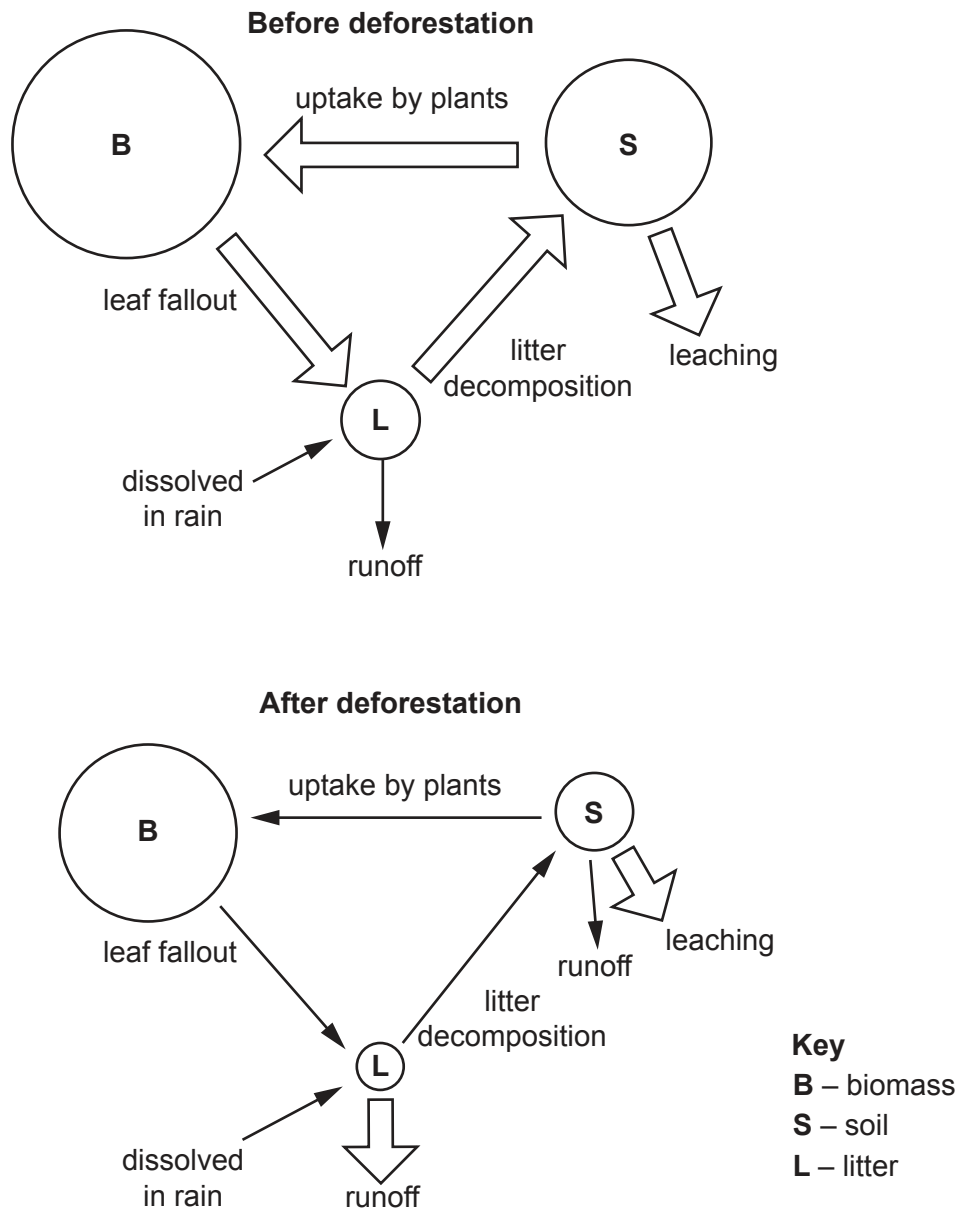 Before deforestation
uptake by plants
B
S
leaf fallout
litter
decomposition
leaching
L
dissolved
in rain
runoff
After deforestation
uptake by plants
B
S
leaf fallout
leaching
runoff
litter
decomposition
L
dissolved
in rain
runoff
Key
B – biomass
S – soil
L – litter